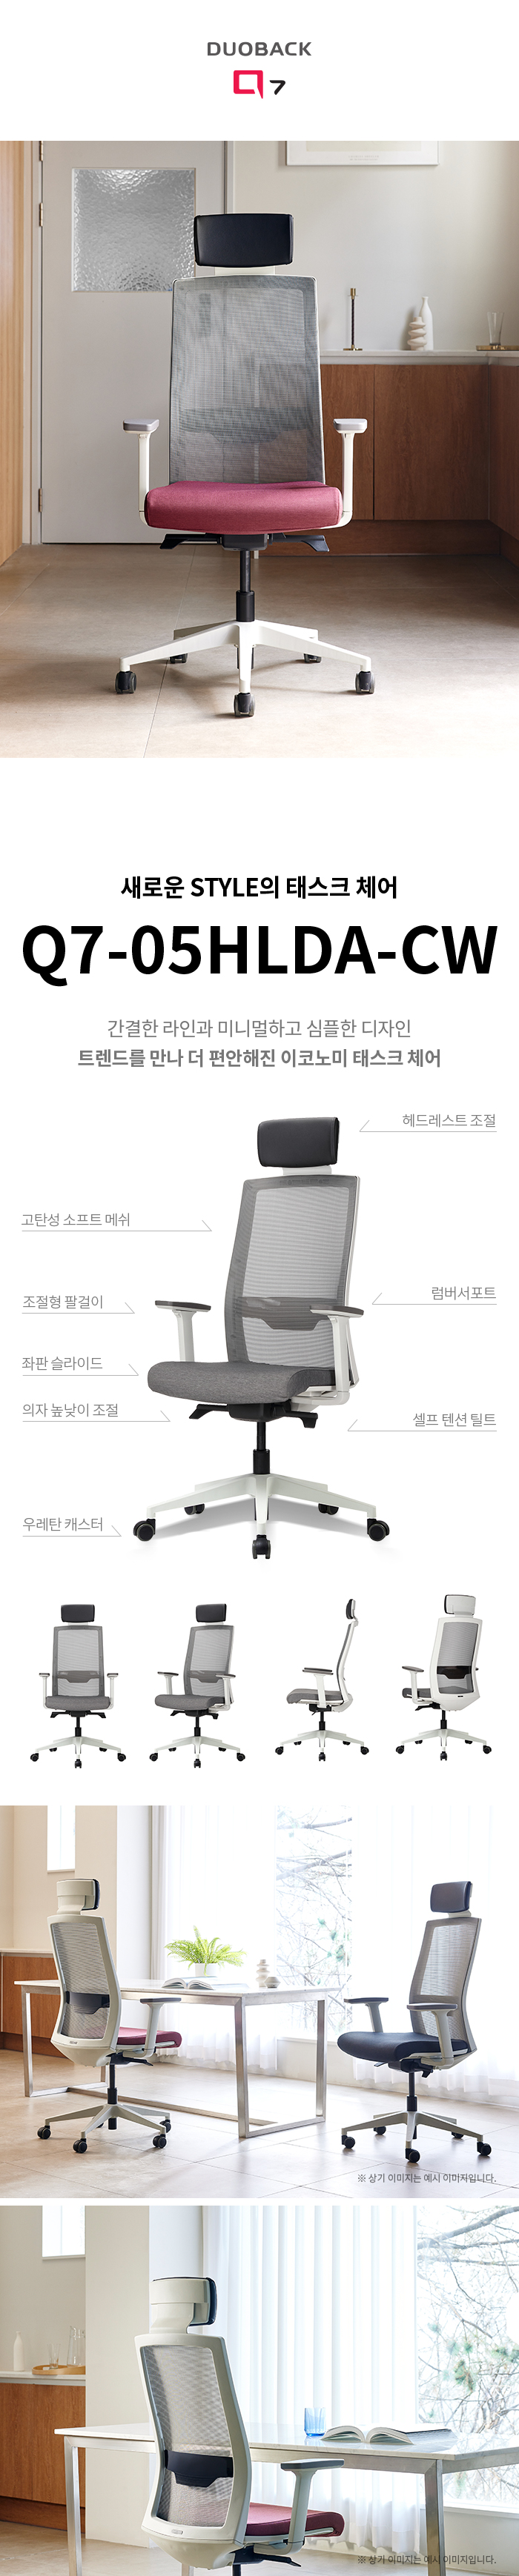 DUOBACK
Q7
새로운 STYLE의 태스크 체어
Q7-05HLDA-CW
간결한 라인과 미니멀하고 심플한 디자인
트렌드를 만나 더 편안해진 이코노미 태스크 체어
헤드레스트 조절
고탄성 소프트 메쉬
럼버서포트
조절형 팔걸이
좌판 슬라이드
의자 높낮이 조절
셀프 텐션 틸트
우레탄 캐스터
※ 상기 이미지는 예시 이미지입니다.
※ 상기 이미지는 예시 이미지입니다.